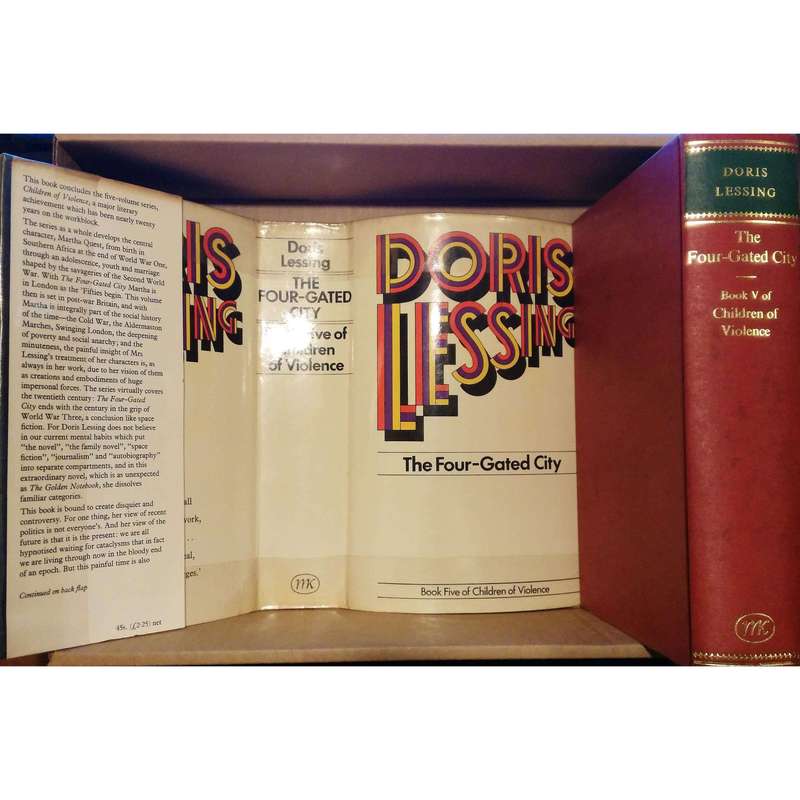 This book concludes the five-volume series,
Children of Violence, a major literary
achievement which has been nearly twenty
years on the workblock.
The series as a whole develops the central
character, Martha Quest, from birth in
Southern Africa at the end of World War One,
through an adolescence, youth and marriage
shaped by the savageries of the Second World
War. With The Four-Gated City Martha is
in London as the 'Fifties begin. This volume
then is set in post-war Britain, and with
Martha is integrally part of the social history
of the time—the Cold War, the Aldermaston
Marches, Swinging London, the deepening
of poverty and social anarchy; and the
minuteness, the painful insight of Mrs
Lessing's treatment of her characters is, as
always in her work, due to her vision of them
as creations and embodiments of huge
impersonal forces. The series virtually covers
the twentieth century: The Four-Gated
City ends with the century in the grip of
World War Three, a conclusion like space
fiction. For Doris Lessing does not believe
in our current mental habits which put
"the novel", "the family novel", "space
fiction", "journalism" and "autobiography"
into separate compartments, and in this
extraordinary novel, which is as unexpected
as The Golden Notebook, she dissolves
familiar categories.
This book is bound to create disquiet and
controversy. For one thing, her view of recent
politics is not everyone's. And her view of the
future is that it is the present: we are all
hypnotised waiting for cataclysms that in fact
we are living through now in the bloody end
of an epoch. But this painful time is also
Continued on back flap
45s. (£2·25) net
RIS
ING
all
work,
. .
eal,
ges.'
Doris
Lessing
THE
FOUR-GATED
CITY
Five of
Children
of Violence
MK
DORIS
LESSING
The Four-Gated City
Book Five of Children of Violence
DORIS
LESSING
The
Four-Gated City
Book V of
Children of
Violence
MK